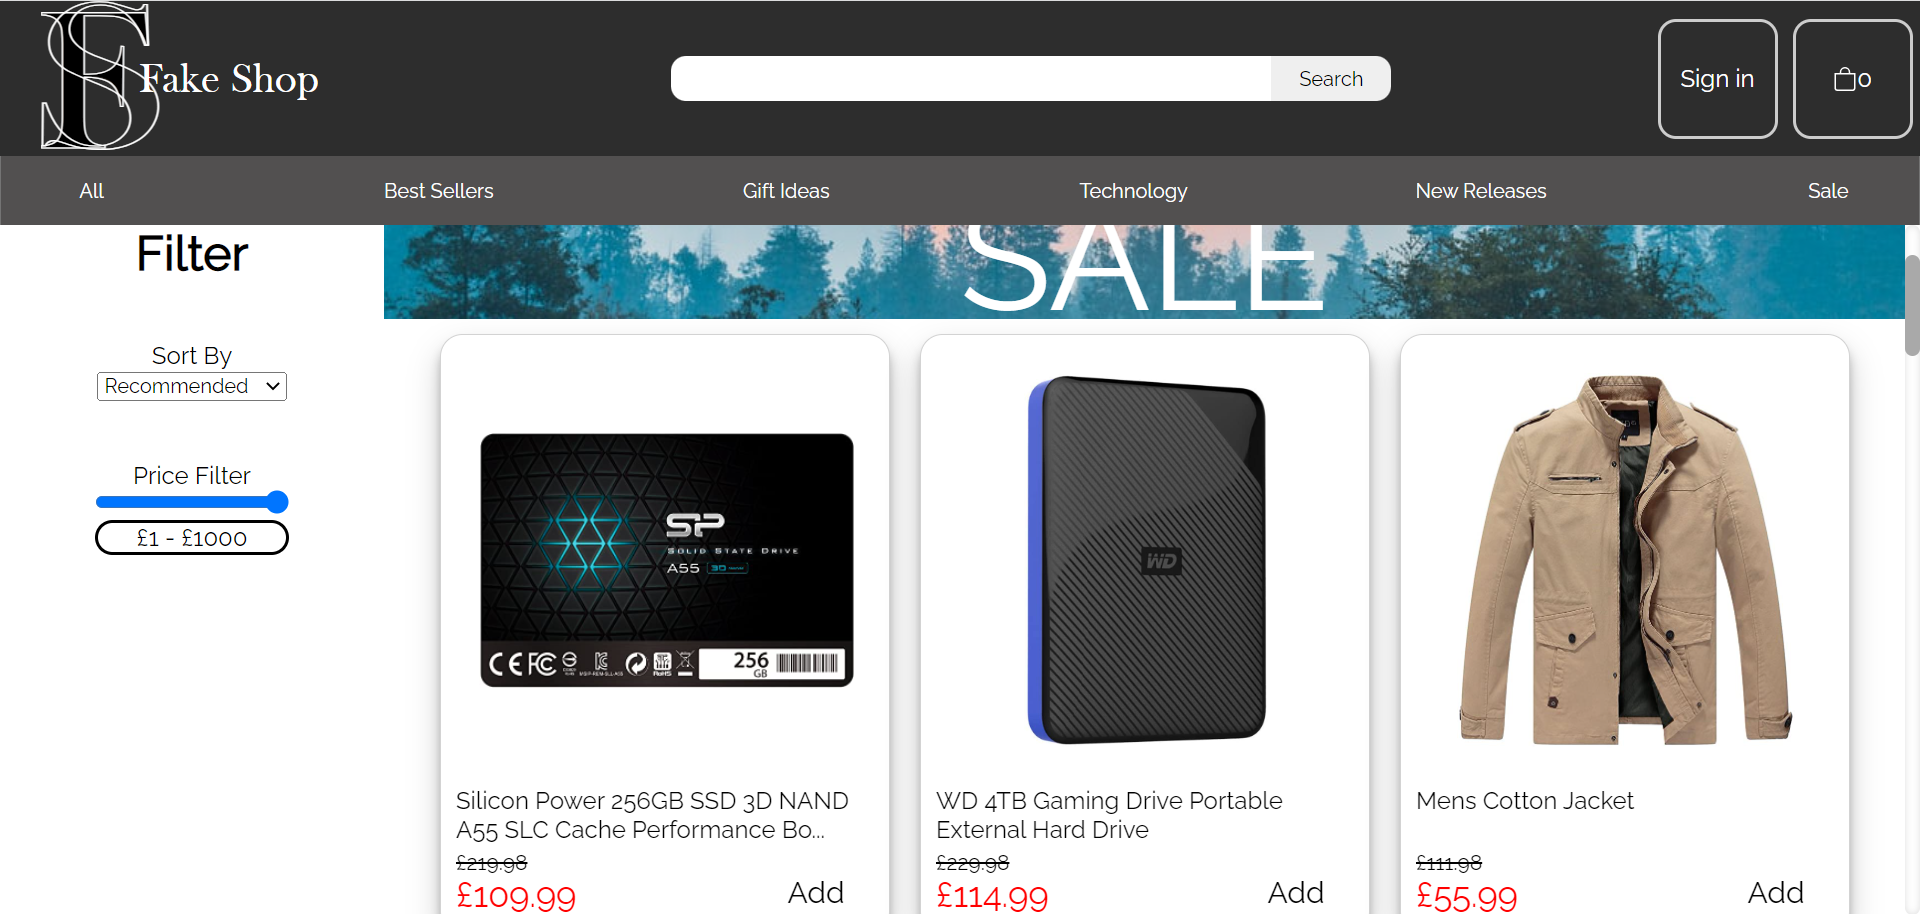 FS
Fake Shop
Search
Sign in
0
All
Best Sellers
Gift Ideas
Technology
New Releases
Sale
Filter
SALE
Sort By
Recommended
Price Filter
£1 - £1000
SP
SOLID STATE DRIVE
A55
CE FC
256
GB
WD
Silicon Power 256GB SSD 3D NAND
A55 SLC Cache Performance Bo...
£219.98
£109.99
Add
WD 4TB Gaming Drive Portable
External Hard Drive
£229.98
£114.99
Add
Mens Cotton Jacket
£111.98
£55.99
Add